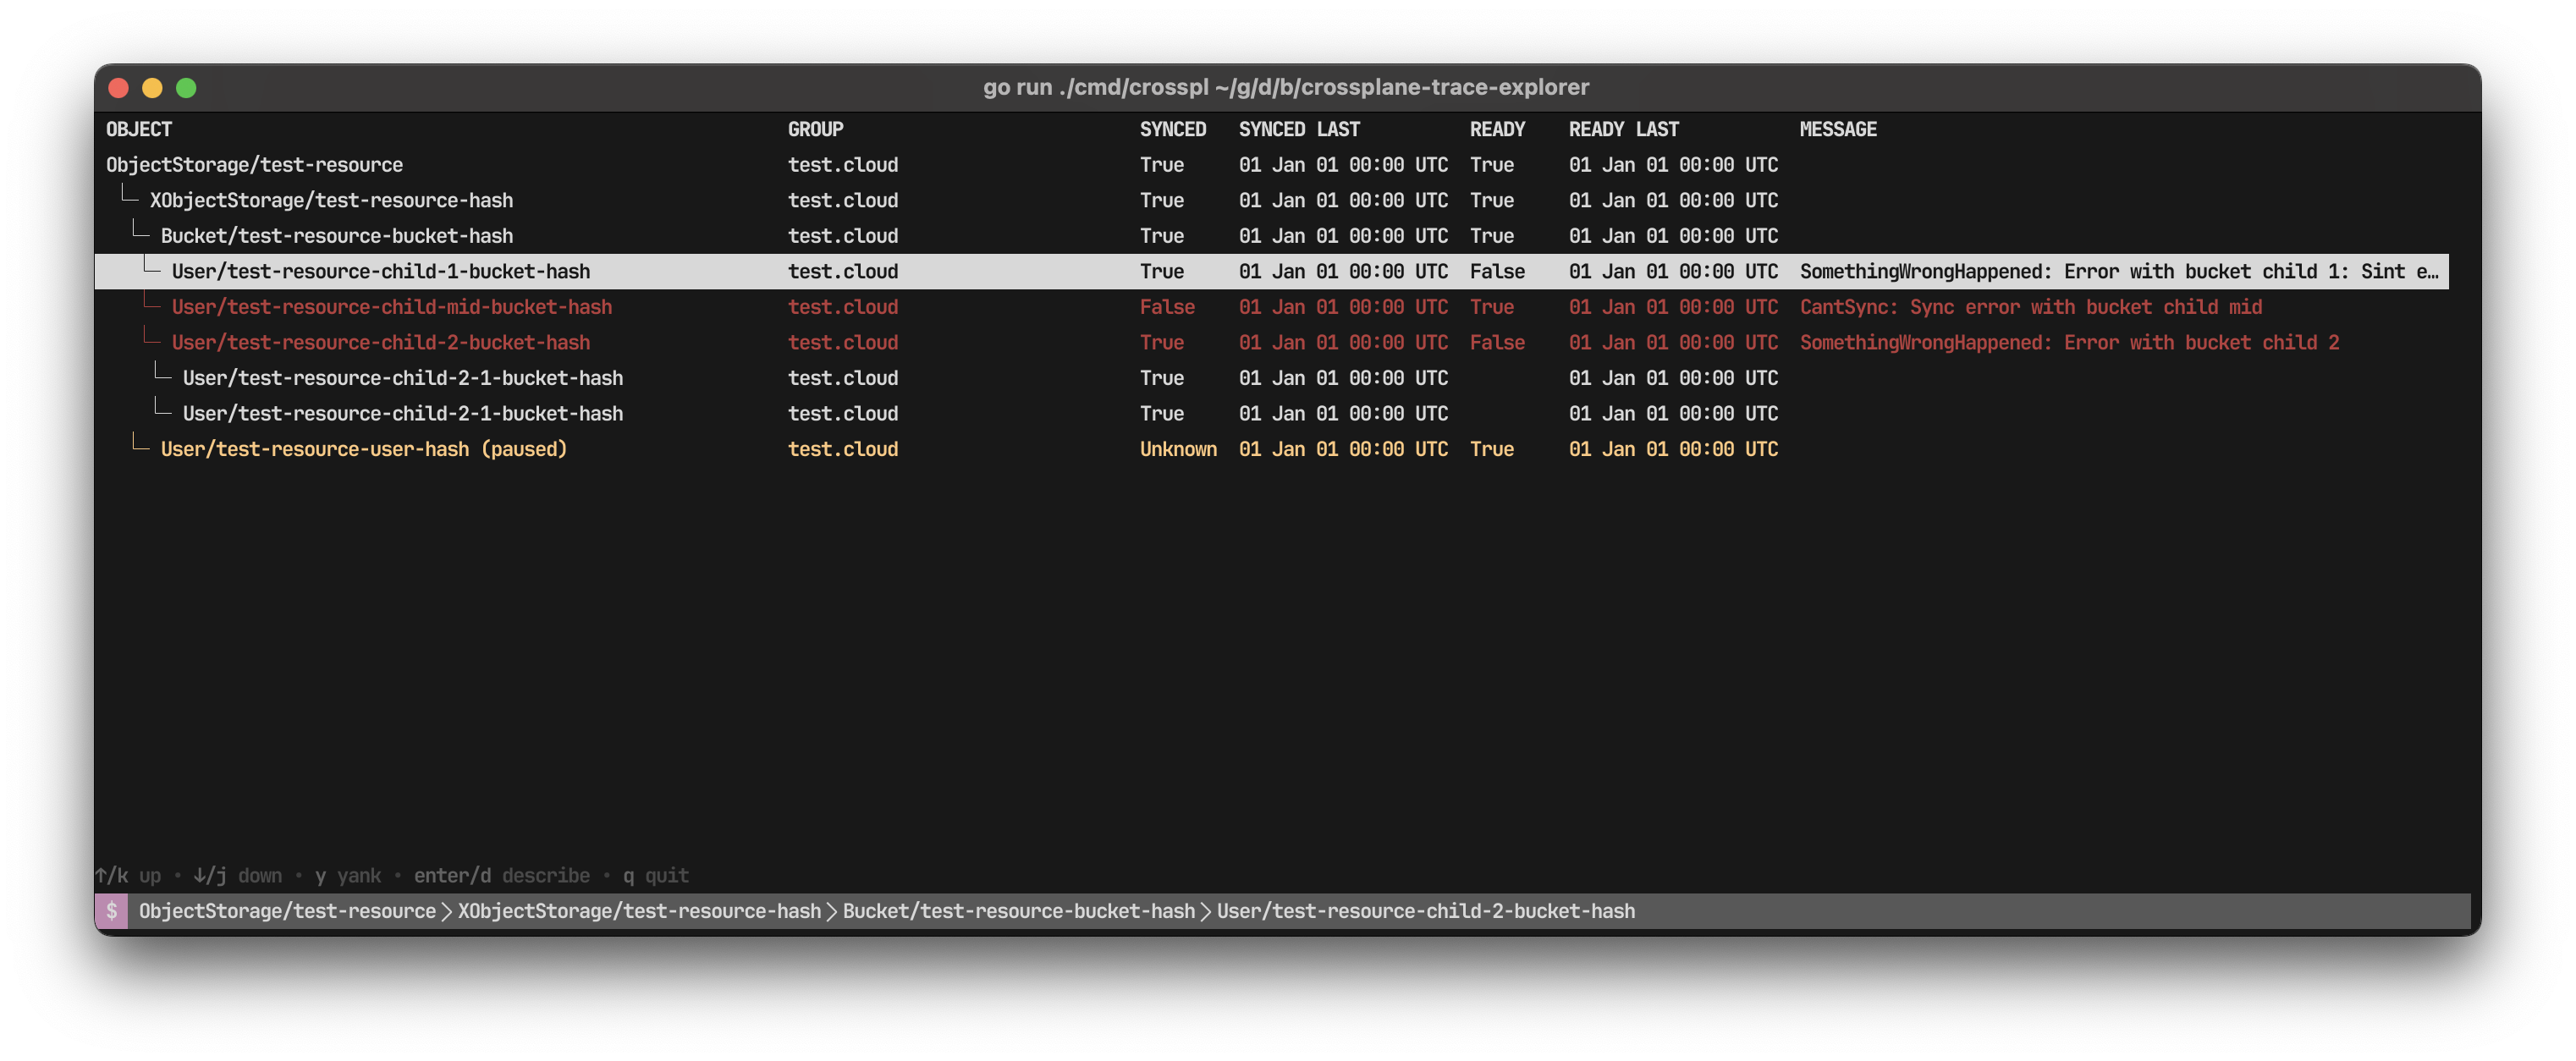 go run ./cmd/crosspl ~/g/d/b/crossplane-trace-explorer
OBJECT GROUP SYNCED SYNCED LAST READY READY LAST MESSAGE
ObjectStorage/test-resource test.cloud True 01 Jan 01 00:00 UTC True 01 Jan 01 00:00 UTC
XObjectStorage/test-resource-hash test.cloud True 01 Jan 01 00:00 UTC True 01 Jan 01 00:00 UTC
Bucket/test-resource-bucket-hash test.cloud True 01 Jan 01 00:00 UTC True 01 Jan 01 00:00 UTC
User/test-resource-child-1-bucket-hash test.cloud True 01 Jan 01 00:00 UTC False 01 Jan 01 00:00 UTC SomethingWrongHappened: Error with bucket child 1: Sint e…
User/test-resource-child-mid-bucket-hash test.cloud False 01 Jan 01 00:00 UTC True 01 Jan 01 00:00 UTC CantSync: Sync error with bucket child mid
User/test-resource-child-2-bucket-hash test.cloud True 01 Jan 01 00:00 UTC False 01 Jan 01 00:00 UTC SomethingWrongHappened: Error with bucket child 2
User/test-resource-child-2-1-bucket-hash test.cloud True 01 Jan 01 00:00 UTC 01 Jan 01 00:00 UTC
User/test-resource-child-2-1-bucket-hash test.cloud True 01 Jan 01 00:00 UTC 01 Jan 01 00:00 UTC
User/test-resource-user-hash (paused) test.cloud Unknown 01 Jan 01 00:00 UTC True 01 Jan 01 00:00 UTC
↑/k up • ↓/j down • y yank • enter/d describe • q quit
$ ObjectStorage/test-resource > XObjectStorage/test-resource-hash > Bucket/test-resource-bucket-hash > User/test-resource-child-2-bucket-hash